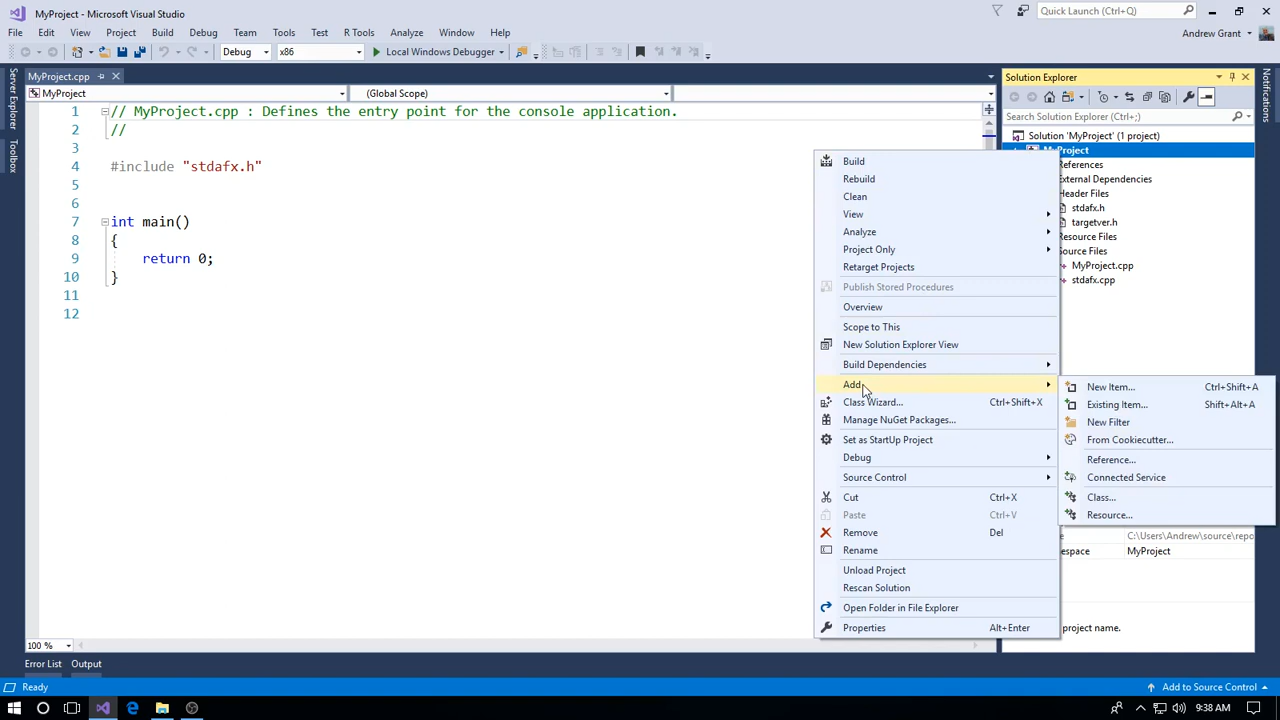 MyProject - Microsoft Visual Studio
Quick Launch (Ctrl+Q)
File Edit View Project Build Debug Team Tools Test R Tools Analyze Window Help
Andrew Grant
Debug x86 Local Windows Debugger
Server Explorer
Toolbox
Notifications
MyProject.cpp
MyProject (Global Scope)
1 // MyProject.cpp : Defines the entry point for the console application.
2 //
3
4 #include "stdafx.h"
5
6
7 int main()
8 {
9 return 0;
10 }
11
12
100 %
Solution Explorer
Search Solution Explorer (Ctrl+;)
Solution 'MyProject' (1 project)
MyProject
References
External Dependencies
Header Files
stdafx.h
targetver.h
Resource Files
Source Files
MyProject.cpp
stdafx.cpp
Build
Rebuild
Clean
View
Analyze
Project Only
Retarget Projects
Publish Stored Procedures
Overview
Scope to This
New Solution Explorer View
Build Dependencies
Add
Class Wizard... Ctrl+Shift+X
Manage NuGet Packages...
Set as StartUp Project
Debug
Source Control
Cut Ctrl+X
Paste Ctrl+V
Remove Del
Rename
Unload Project
Rescan Solution
Open Folder in File Explorer
Properties Alt+Enter
New Item... Ctrl+Shift+A
Existing Item... Shift+Alt+A
New Filter
From Cookiecutter...
Reference...
Connected Service
Class...
Resource...
C:\Users\Andrew\source\repo
espace MyProject
project name.
Error List Output
Ready
Add to Source Control
9:38 AM